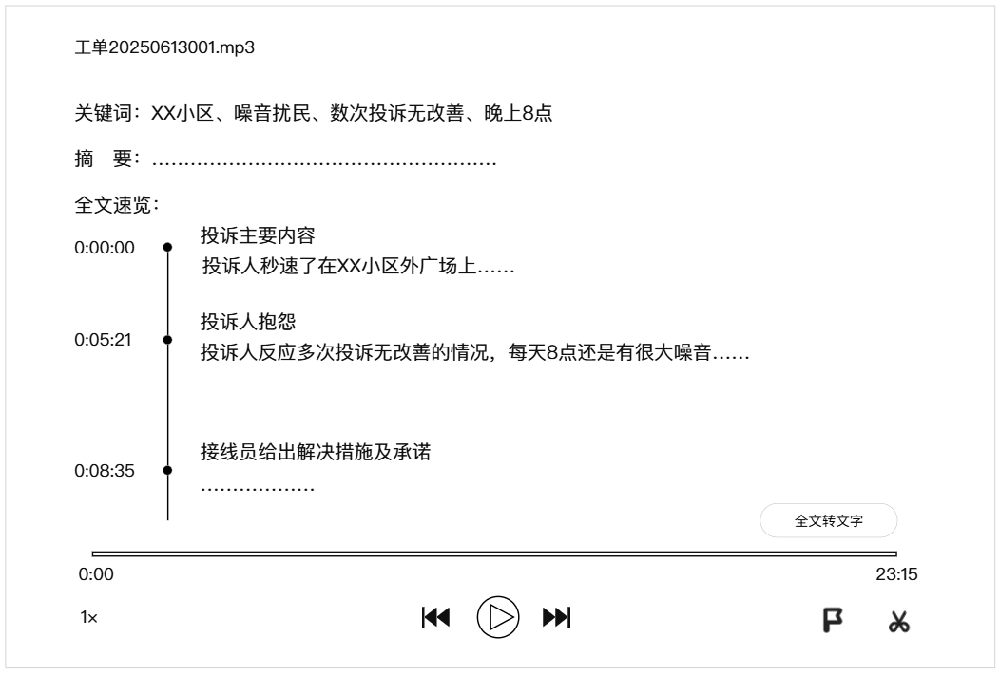 工单20250613001.mp3
关键词：XX小区、噪音扰民、数次投诉无改善、晚上8点
摘　要：......................................................
全文速览：
0:00:00
投诉主要内容
投诉人秒速了在XX小区外广场上……
0:05:21
投诉人抱怨
投诉人反应多次投诉无改善的情况，每天8点还是有很大噪音……
0:08:35
接线员给出解决措施及承诺
………………
全文转文字
0:00
23:15
1×